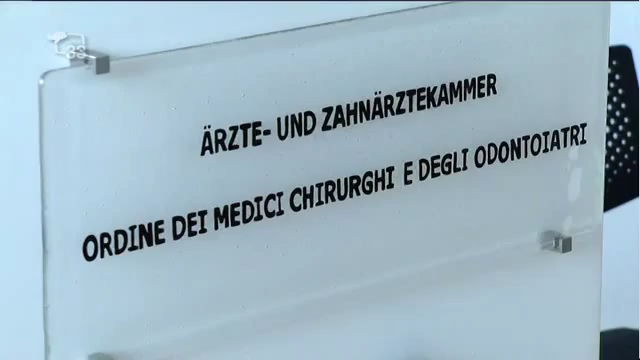 ÄRZTE- UND ZAHNÄRZTEKAMMER
ORDINE DEI MEDICI CHIRURGHI E DEGLI ODONTOIATRI